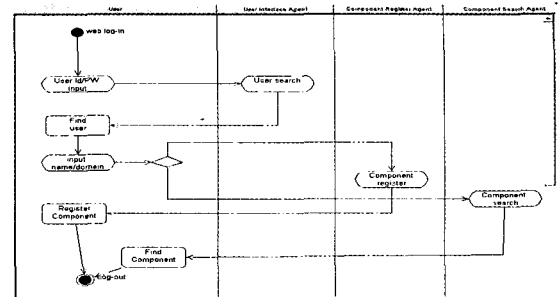 User User Interface Agent Component Register Agent Component Search Agent
web log-in
User Id/PW
input
User search
Find
user
input
name/domain
Component
register
Component
search
Register
Component
Find
Component
log-out